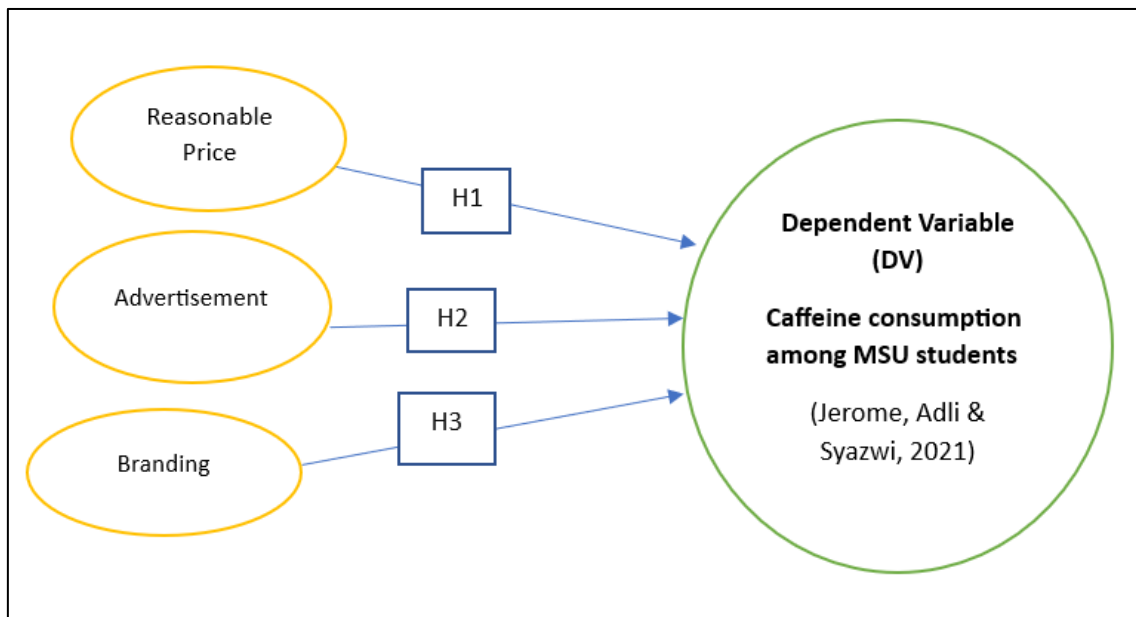 Reasonable
Price
H1
Advertisement
H2
Branding
H3
Dependent Variable
(DV)
Caffeine consumption
among MSU students
(Jerome, Adli &
Syazwi, 2021)